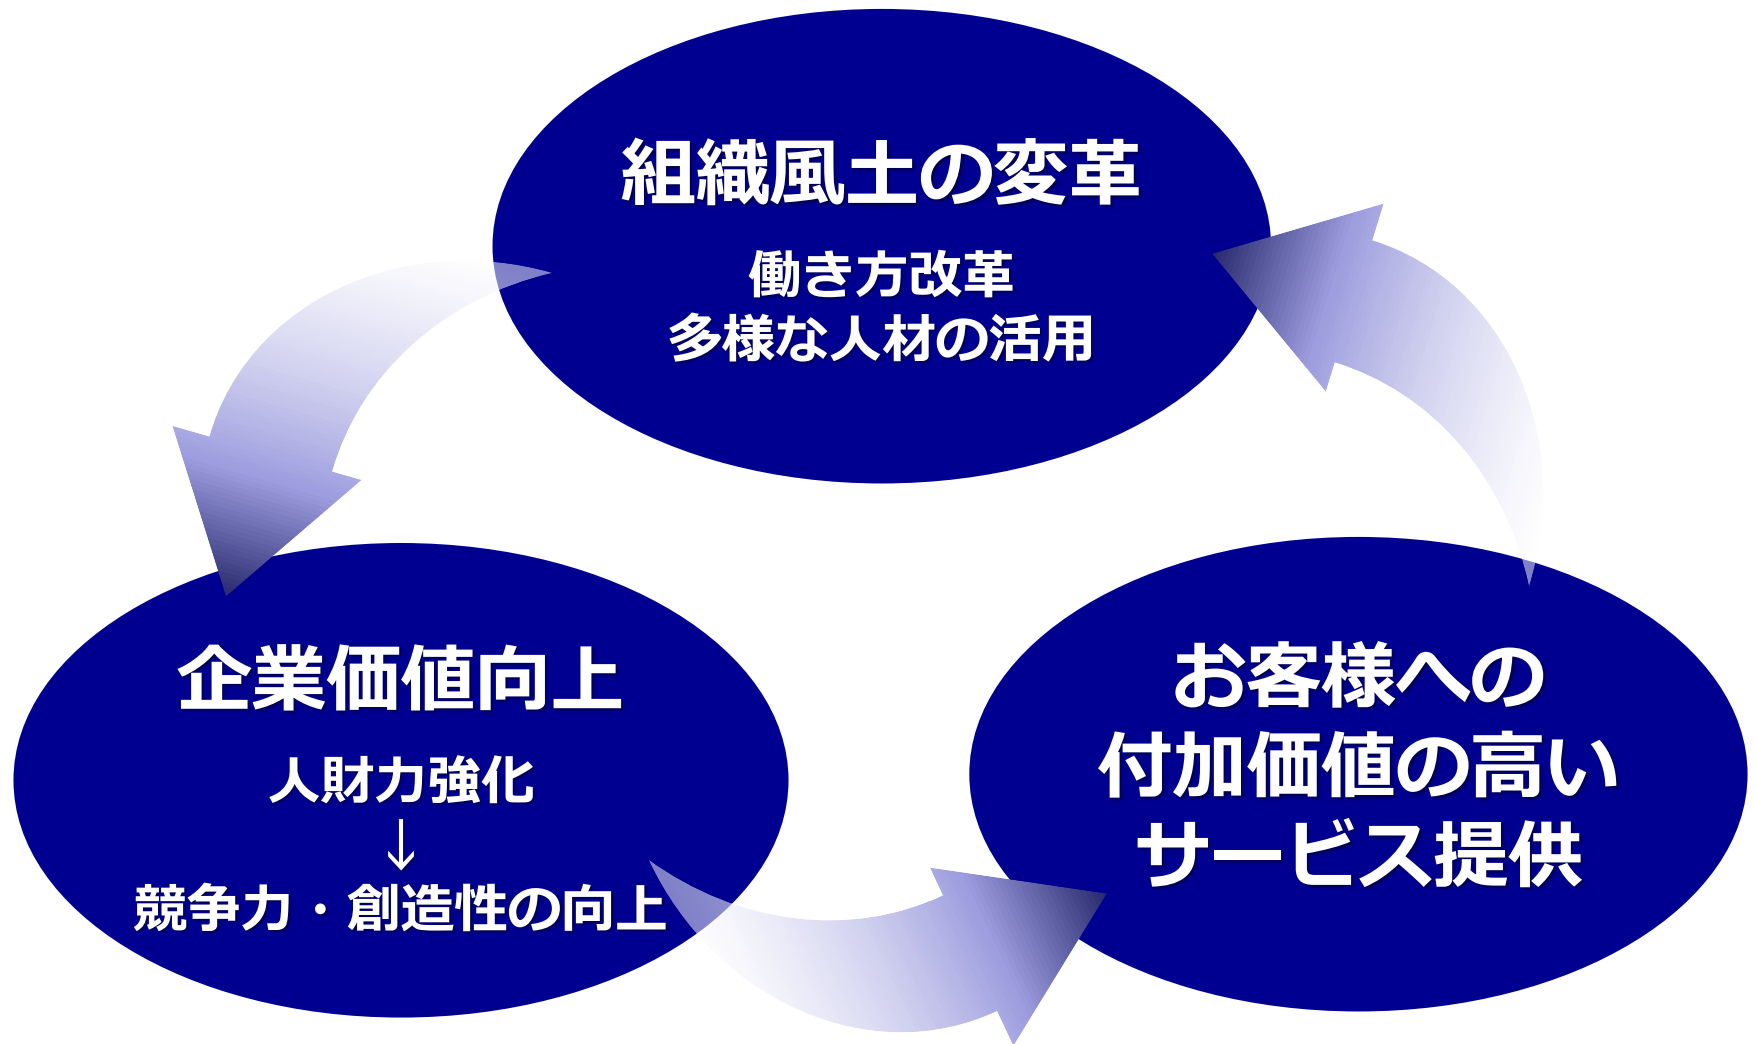 組織風土の変革
働き方改革
多様な人材の活用
企業価値向上
人財力強化
↓
競争力・創造性の向上
お客様への
付加価値の高い
サービス提供